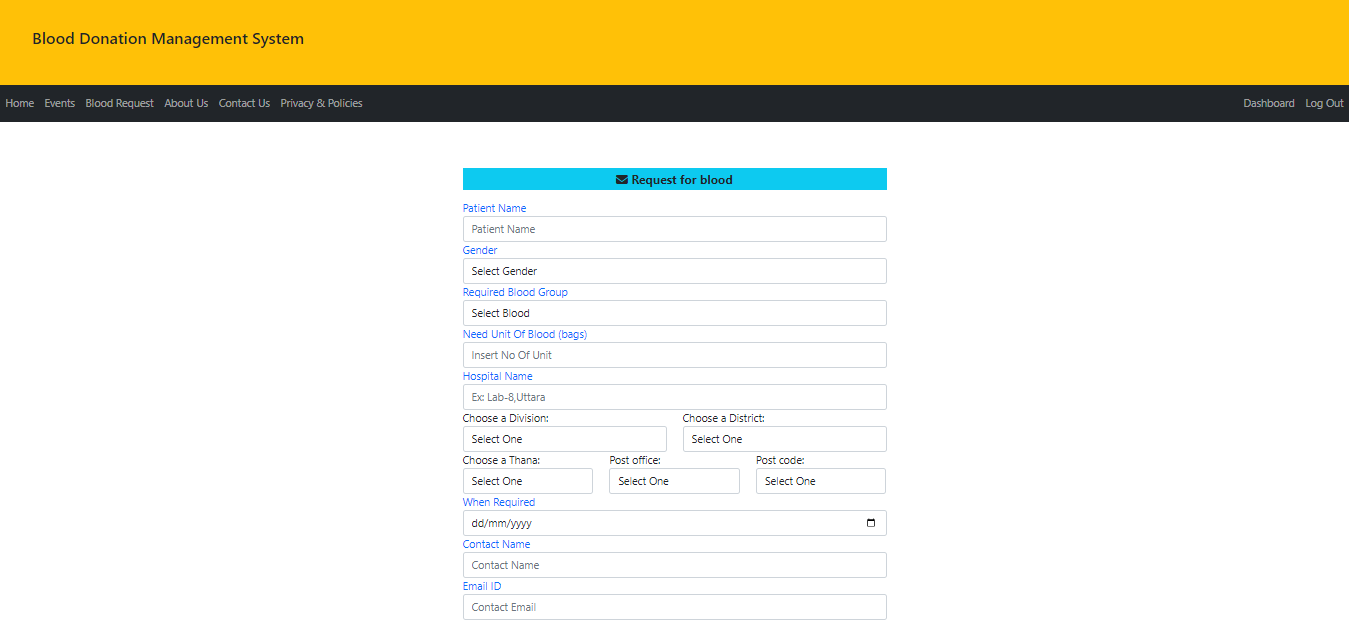 Blood Donation Management System
Home Events Blood Request About Us Contact Us Privacy & Policies Dashboard Log Out
Request for blood
Patient Name
Patient Name
Gender
Select Gender
Required Blood Group
Select Blood
Need Unit Of Blood (bags)
Insert No Of Unit
Hospital Name
Ex: Lab-8,Uttara
Choose a Division: Choose a District:
Select One Select One
Choose a Thana: Post office: Post code:
Select One Select One Select One
When Required
dd/mm/yyyy
Contact Name
Contact Name
Email ID
Contact Email